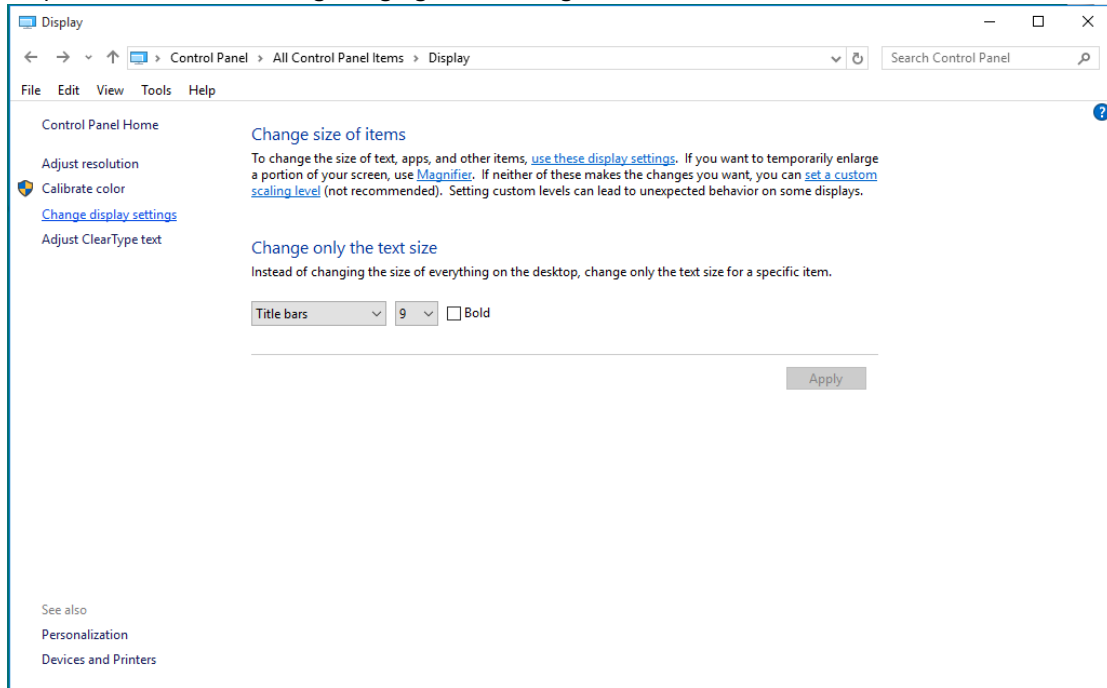 Display
Control Panel > All Control Panel Items > Display
Search Control Panel
File Edit View Tools Help
Control Panel Home
Adjust resolution
Calibrate color
Change display settings
Adjust ClearType text
Change size of items
To change the size of text, apps, and other items, use these display settings. If you want to temporarily enlarge
a portion of your screen, use Magnifier. If neither of these makes the changes you want, you can set a custom
scaling level (not recommended). Setting custom levels can lead to unexpected behavior on some displays.
Change only the text size
Instead of changing the size of everything on the desktop, change only the text size for a specific item.
Title bars 9 Bold
Apply
See also
Personalization
Devices and Printers